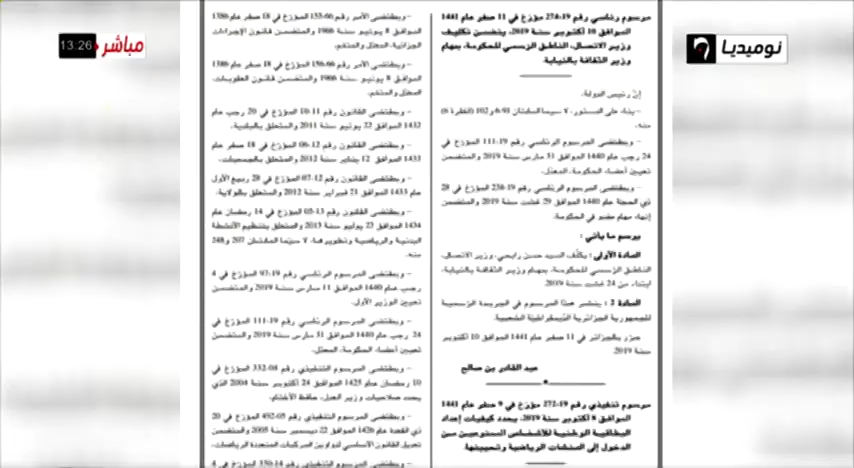 13:26
مباشر
نوميديا
مرسوم رئاسي رقم 19-274 مؤرخ في 11 صفر عام 1441
الموافق 10 أكتوبر سنة 2019، يتضمن تكليف
وزير الاتصال، الناطق الرسمي للحكومة، بمهام
وزير الثقافة بالنيابة.
إن رئيس الدولة،
– بناء على الدستور، لا سيما المادتان 91-6 و102 (الفقرة 6)
منه،
– وبمقتضى المرسوم الرئاسي رقم 19-111 المؤرخ في
24 رجب عام 1440 الموافق 31 مارس سنة 2019 والمتضمن
تعيين أعضاء الحكومة، المعدل،
– وبمقتضى المرسوم الرئاسي رقم 19-236 المؤرخ في 28
ذي الحجة عام 1440 الموافق 29 غشت سنة 2019 والمتضمن
إنهاء مهام عضو في الحكومة،
يرسم ما يأتي :
المادة الأولى : يكلّف السيد حسن رابحي، وزير الاتصال،
الناطق الرسمي للحكومة، بمهام وزير الثقافة بالنيابة،
ابتداء من 24 غشت سنة 2019.
المادة 2 : ينشر هذا المرسوم في الجريدة الرسمية
للجمهورية الجزائرية الديمقراطية الشعبية.
حرر بالجزائر في 11 صفر عام 1441 الموافق 10 أكتوبر
سنة 2019.
عبد القادر بن صالح
مرسوم تنفيذي رقم 19-272 مؤرخ في 9 صفر عام 1441
الموافق 8 أكتوبر سنة 2019، يحدد كيفيات إعداد
البطاقية الوطنية للأشخاص الممنوعين من
الدخول إلى المنشآت الرياضية وتحيينها.
– وبمقتضى الأمر رقم 66-155 المؤرخ في 18 صفر عام 1386
الموافق 8 يونيو سنة 1966 والمتضمن قانون الإجراءات
الجزائية، المعدل والمتمم،
– وبمقتضى الأمر رقم 66-156 المؤرخ في 18 صفر عام 1386
الموافق 8 يونيو سنة 1966 والمتضمن قانون العقوبات،
المعدل والمتمم،
– وبمقتضى القانون رقم 11-10 المؤرخ في 20 رجب عام
1432 الموافق 22 يونيو سنة 2011 والمتعلق بالبلدية،
– وبمقتضى القانون رقم 12-06 المؤرخ في 18 صفر عام
1433 الموافق 12 يناير سنة 2012 والمتعلق بالجمعيات،
– وبمقتضى القانون رقم 12-07 المؤرخ في 28 ربيع الأول
عام 1433 الموافق 21 فبراير سنة 2012 والمتعلق بالولاية،
– وبمقتضى القانون رقم 13-05 المؤرخ في 14 رمضان عام
1434 الموافق 23 يوليو سنة 2013 والمتعلق بتنظيم الأنشطة
البدنية والرياضية وتطويرها، لا سيما المادتان 207 و248
منه،
– وبمقتضى المرسوم الرئاسي رقم 19-97 المؤرخ في 4
رجب عام 1440 الموافق 11 مارس سنة 2019 والمتضمن
تعيين الوزير الأول،
– وبمقتضى المرسوم الرئاسي رقم 19-111 المؤرخ في
24 رجب عام 1440 الموافق 31 مارس سنة 2019 والمتضمن
تعيين أعضاء الحكومة، المعدل،
– وبمقتضى المرسوم التنفيذي رقم 04-332 المؤرخ في
10 رمضان عام 1425 الموافق 24 أكتوبر سنة 2004 الذي
يحدد صلاحيات وزير العدل، حافظ الأختام،
– وبمقتضى المرسوم التنفيذي رقم 05-492 المؤرخ في 20
ذي القعدة عام 1426 الموافق 22 ديسمبر سنة 2005 والمتضمن
تعديل القانون الأساسي لدواوين المركبات المتعددة الرياضات،
– وبمقتضى المرسوم التنفيذي رقم 14-330 المؤرخ في 4